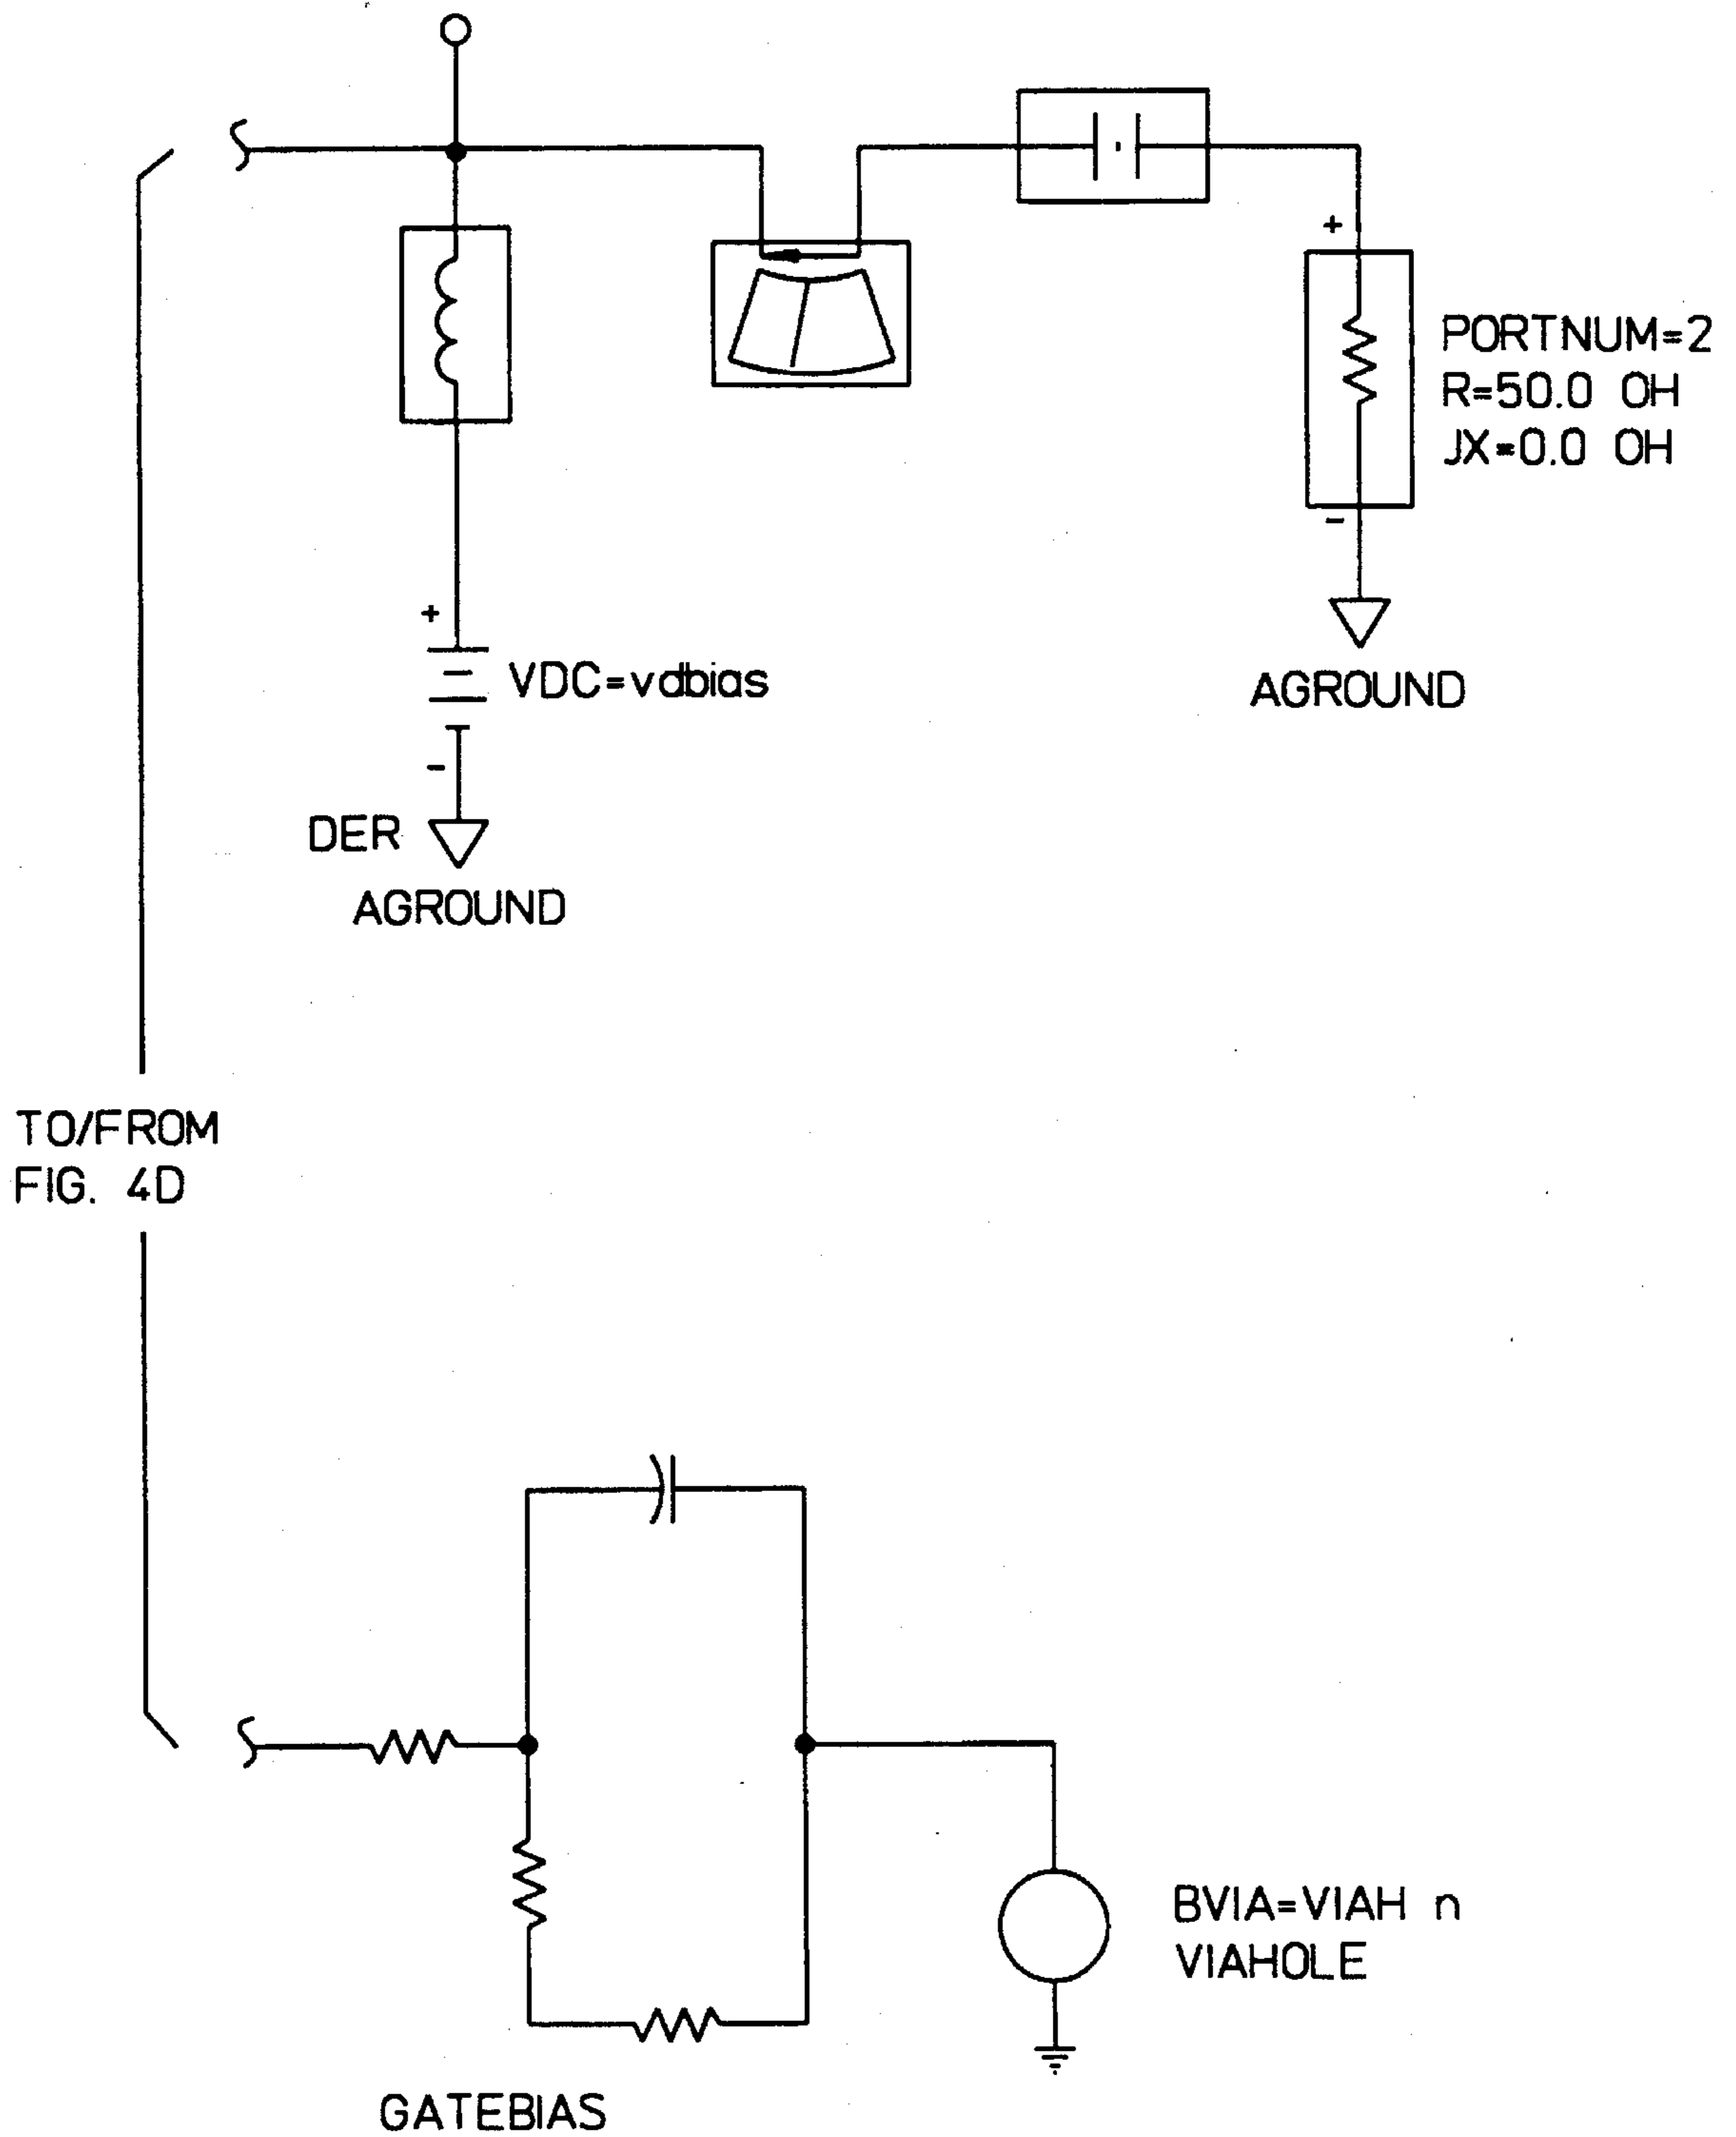 +
PORTNUM=2
R=50.0 OH
JX=0.0 OH
-
+
VDC=vdbias
AGROUND
-
DER
AGROUND
TO/FROM
FIG. 4D
BVIA=VIAH n
VIAHOLE
GATEBIAS